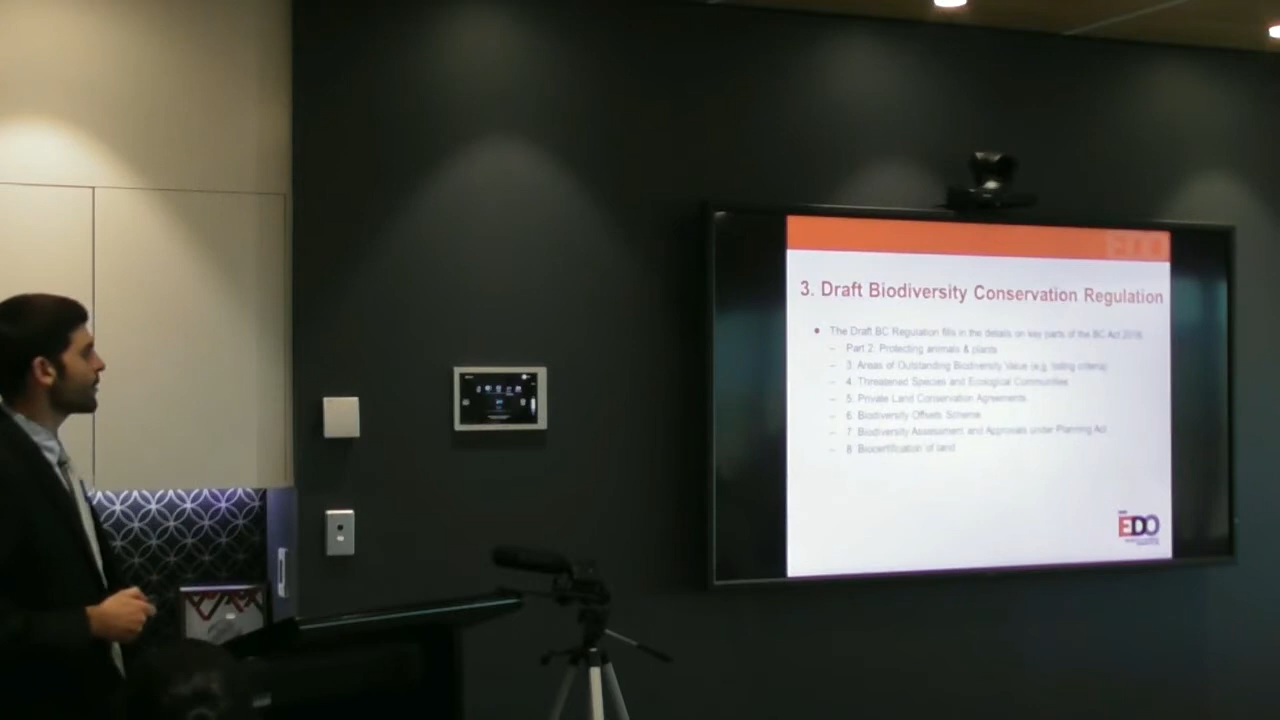 EDO
3. Draft Biodiversity Conservation Regulation
• The Draft BC Regulation fills in the details on key parts of the BC Act 2016
– Part 2: Protecting animals & plants
– 3. Areas of Outstanding Biodiversity Value (e.g. listing criteria)
– 4. Threatened Species and Ecological Communities
– 5. Private Land Conservation Agreements
– 6. Biodiversity Offsets Scheme
– 7. Biodiversity Assessment and Approvals under Planning Act
– 8. Biocertification of land
EDO